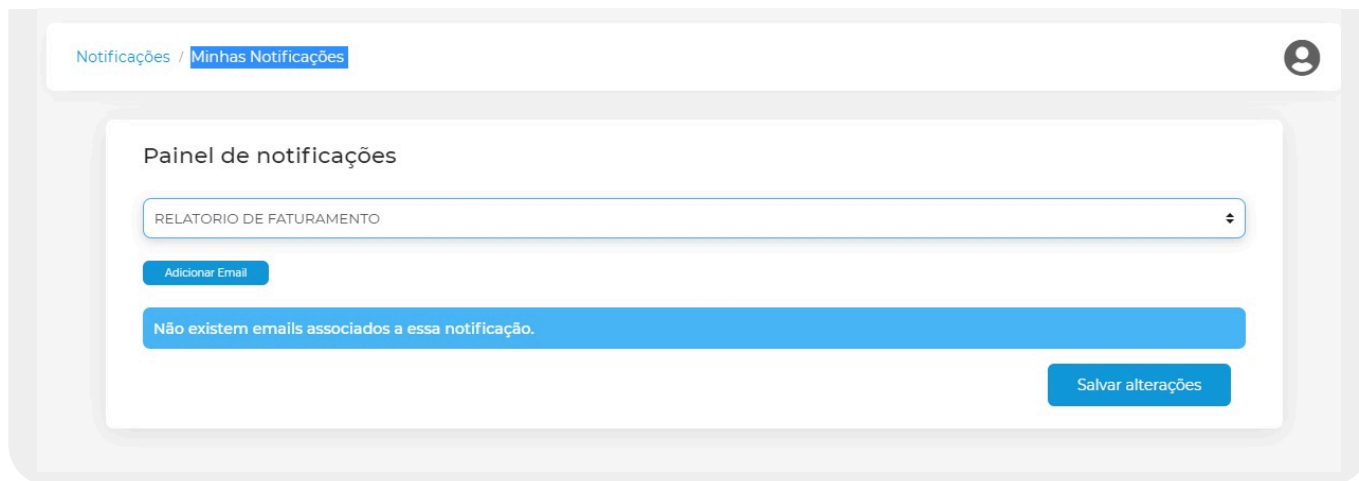 Notificações / Minhas Notificações
Painel de notificações
RELATORIO DE FATURAMENTO
Adicionar Email
Não existem emails associados a essa notificação.
Salvar alterações